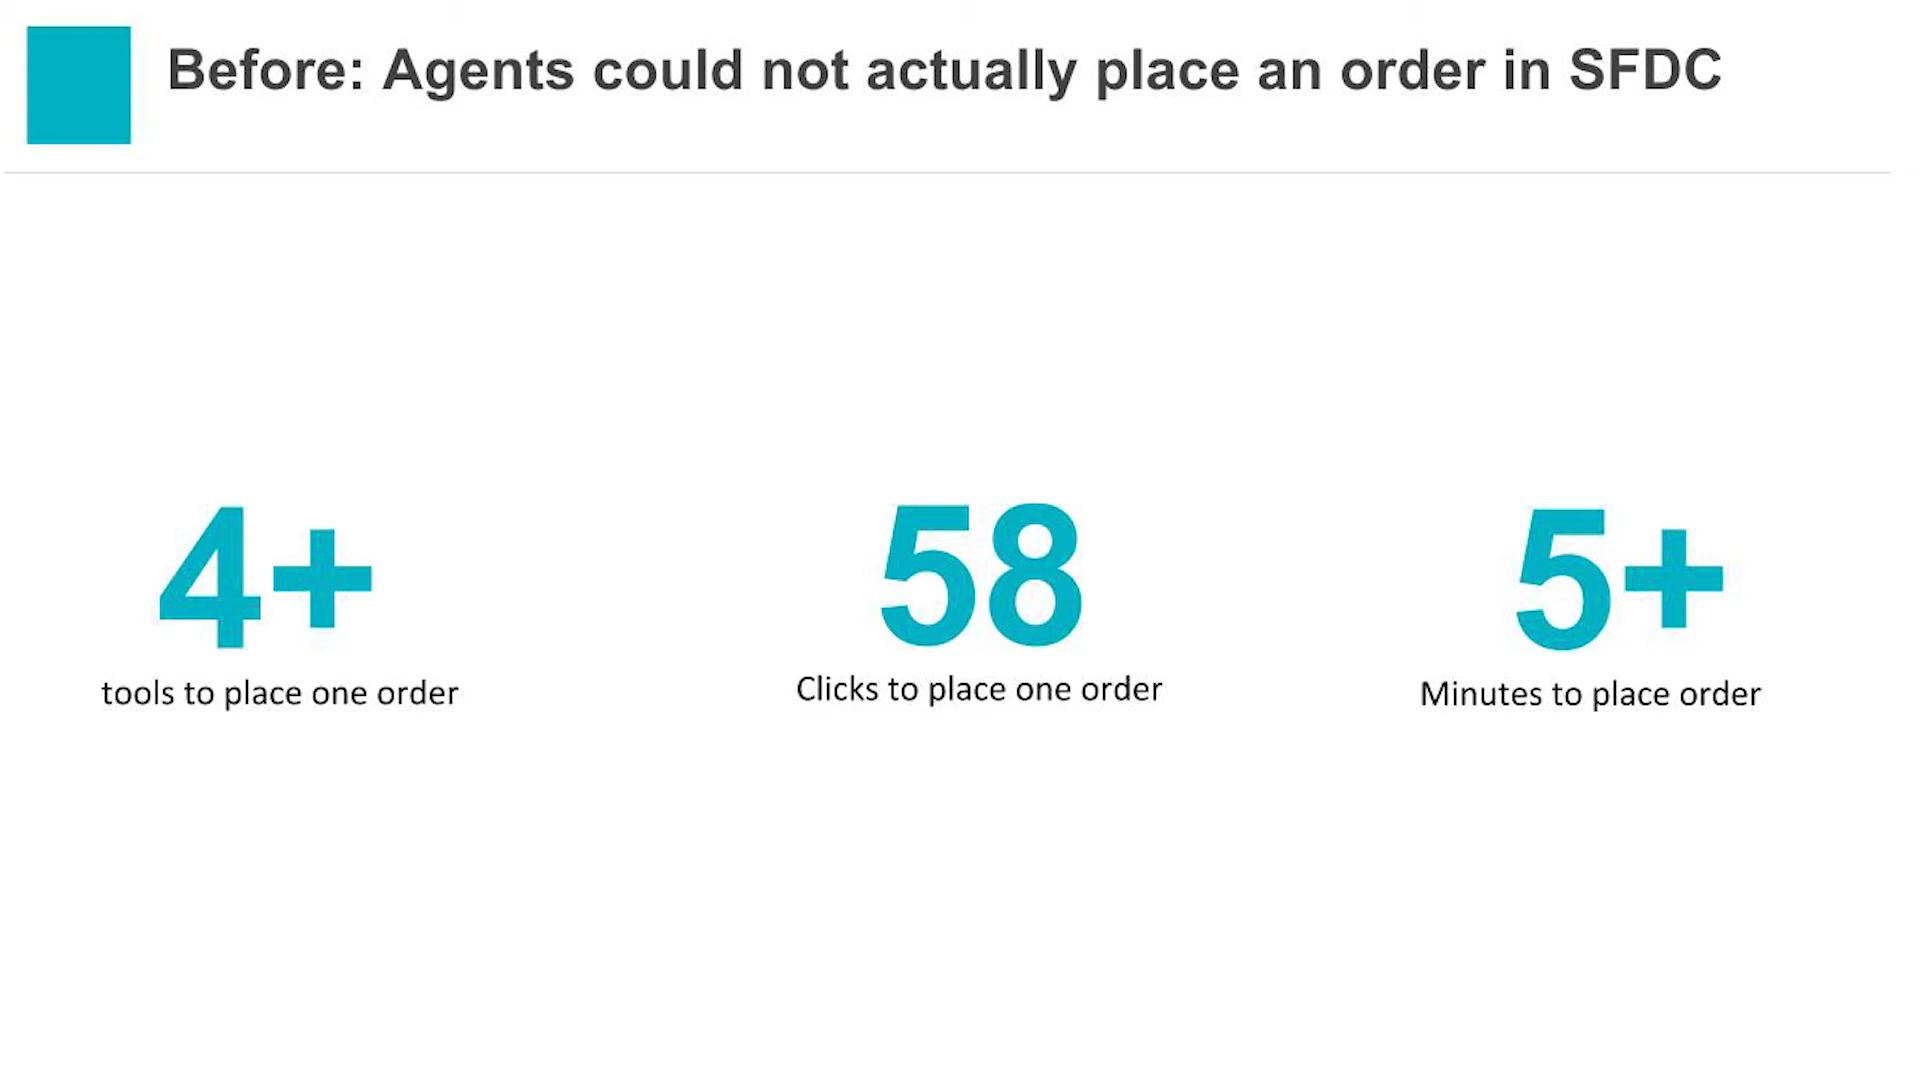 Before: Agents could not actually place an order in SFDC
4+
tools to place one order
58
Clicks to place one order
5+
Minutes to place order